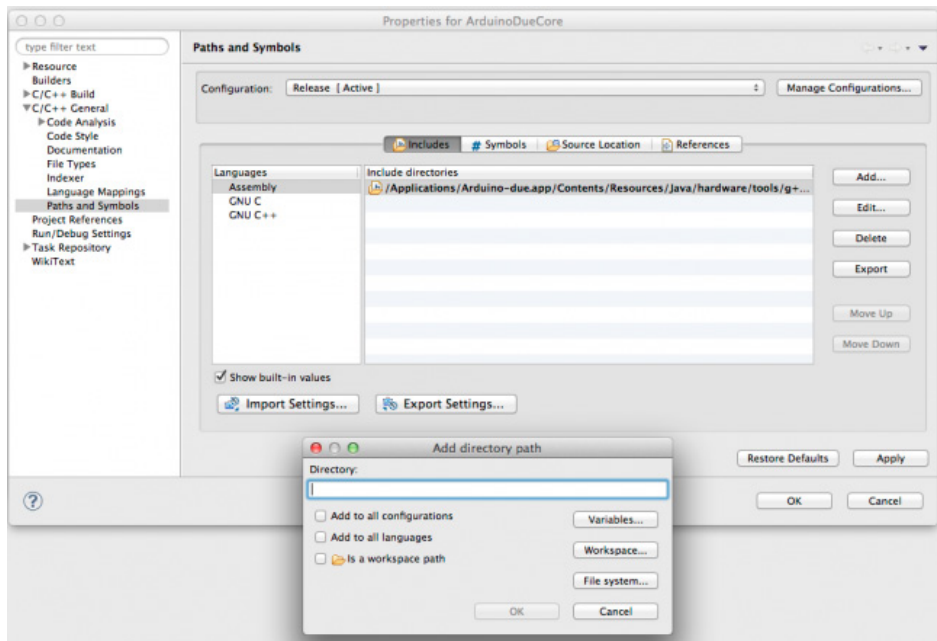 Properties for ArduinoDueCore
type filter text
Resource
Builders
C/C++ Build
C/C++ General
Code Analysis
Code Style
Documentation
File Types
Indexer
Language Mappings
Paths and Symbols
Project References
Run/Debug Settings
Task Repository
WikiText
Paths and Symbols
Configuration: Release [ Active ]
Manage Configurations...
Includes # Symbols Source Location References
Languages
Assembly
GNU C
GNU C++
Include directories
/Applications/Arduino-due.app/Contents/Resources/Java/hardware/tools/g+...
Add...
Edit...
Delete
Export
Move Up
Move Down
Show built-in values
Import Settings... Export Settings...
Restore Defaults Apply
? OK Cancel
Add directory path
Directory:
Add to all configurations
Add to all languages
Is a workspace path
Variables...
Workspace...
File system...
OK Cancel